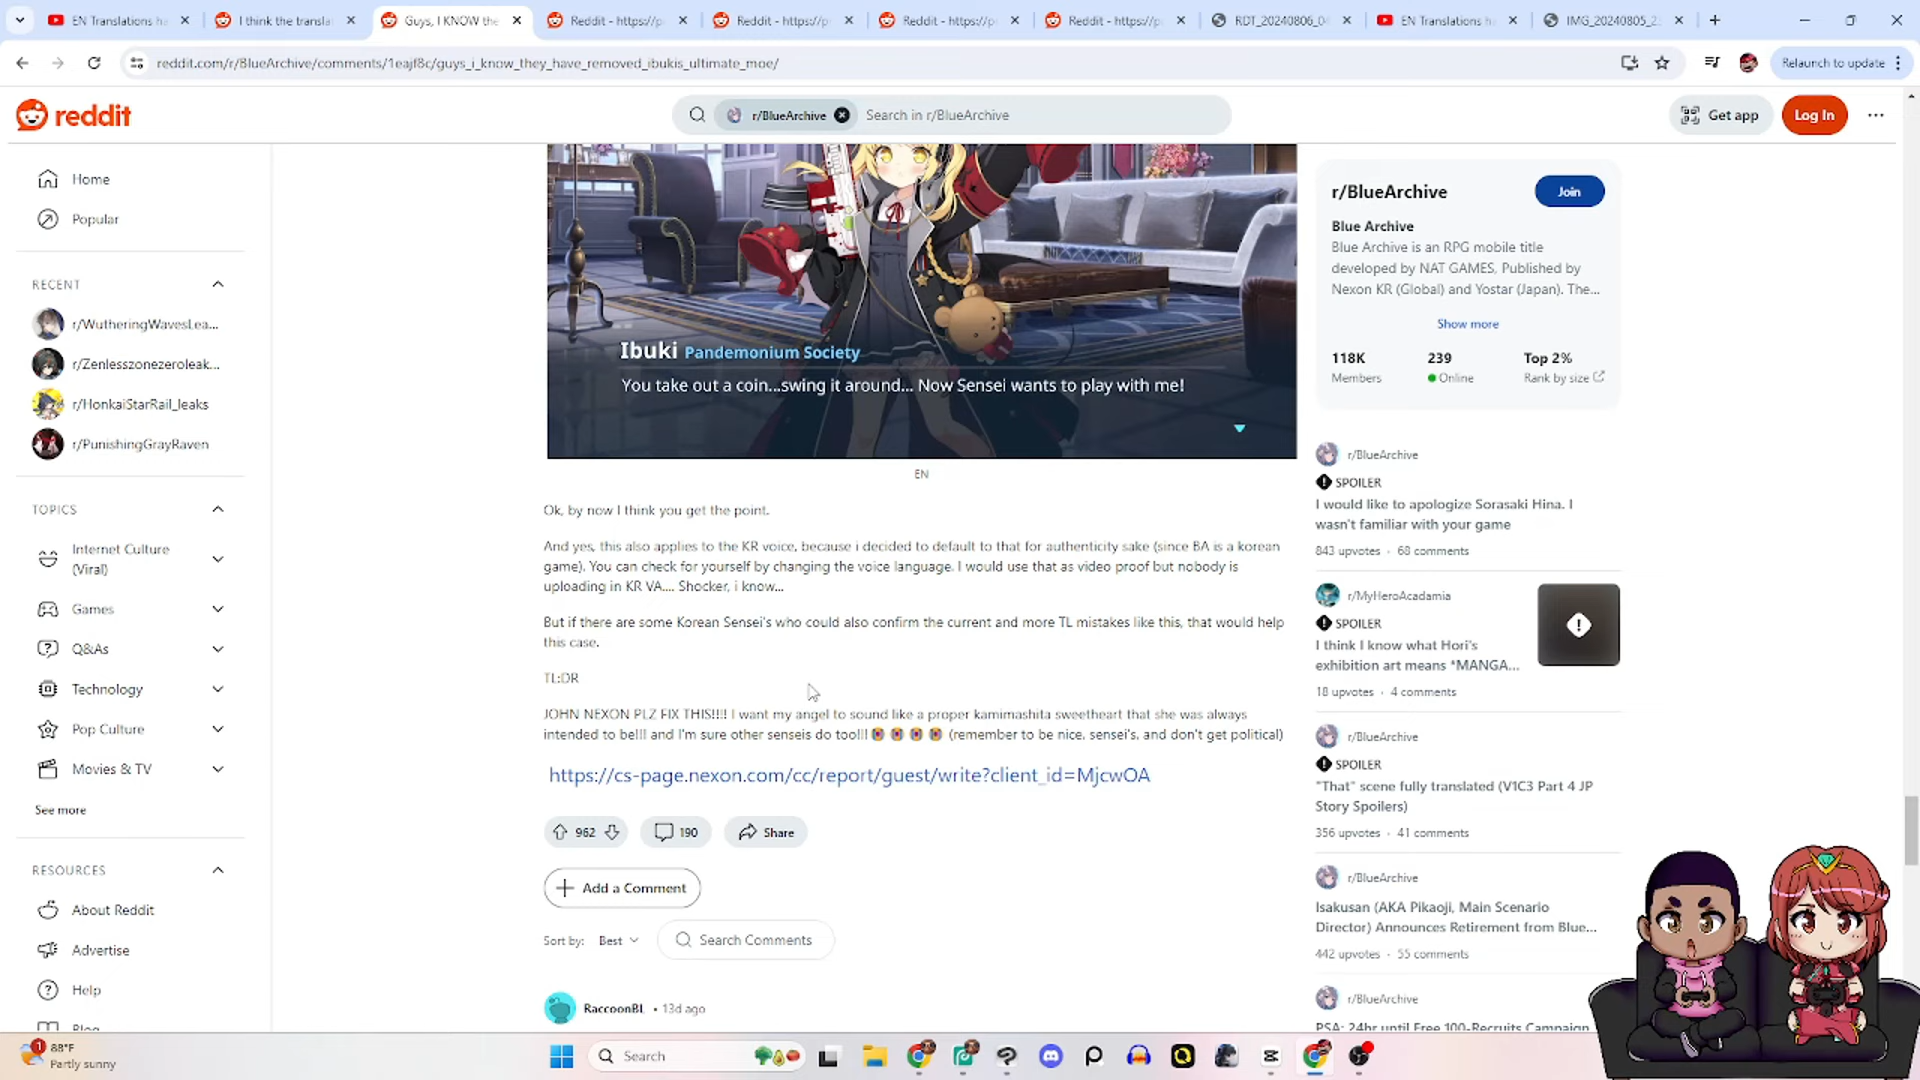 EN Translations h
I think the transla
Guys, I KNOW the
Reddit - https://p
Reddit - https://p
Reddit - https://p
Reddit - https://p
RDT_20240806_0
EN Translations h
IMG_20240805_2
reddit.com/r/BlueArchive/comments/1eajf8c/guys_i_know_they_have_removed_ibukis_ultimate_moe/
Relaunch to update
reddit
r/BlueArchive
Search in r/BlueArchive
Get app
Log In
Home
Popular
RECENT
r/WutheringWavesLea...
r/Zenlesszonezeroleak...
r/HonkaiStarRail_leaks
r/PunishingGrayRaven
TOPICS
Internet Culture
(Viral)
Games
Q&As
Technology
Pop Culture
Movies & TV
See more
RESOURCES
About Reddit
Advertise
Help
Blog
Ibuki Pandemonium Society
You take out a coin...swing it around... Now Sensei wants to play with me!
EN
Ok, by now I think you get the point.
And yes, this also applies to the KR voice, because i decided to default to that for authenticity sake (since BA is a korean
game). You can check for yourself by changing the voice language. I would use that as video proof but nobody is
uploading in KR VA.... Shocker, i know...
But if there are some Korean Sensei's who could also confirm the current and more TL mistakes like this, that would help
this case.
TL:DR
JOHN NEXON PLZ FIX THIS!!!! I want my angel to sound like a proper kamimashita sweetheart that she was always
intended to be!!! and I'm sure other senseis do too!!! (remember to be nice, sensei's, and don't get political)
https://cs-page.nexon.com/cc/report/guest/write?client_id=MjcwOA
962
190
Share
Add a Comment
Sort by: Best
Search Comments
RaccoonBL • 13d ago
r/BlueArchive
Join
Blue Archive
Blue Archive is an RPG mobile title
developed by NAT GAMES, Published by
Nexon KR (Global) and Yostar (Japan). The...
Show more
118K
Members
239
Online
Top 2%
Rank by size
r/BlueArchive
SPOILER
I would like to apologize Sorasaki Hina. I
wasn't familiar with your game
843 upvotes • 68 comments
r/MyHeroAcadamia
SPOILER
I think I know what Hori's
exhibition art means *MANGA...
18 upvotes • 4 comments
r/BlueArchive
SPOILER
"That" scene fully translated (V1C3 Part 4 JP
Story Spoilers)
356 upvotes • 41 comments
r/BlueArchive
Isakusan (AKA Pikaoji, Main Scenario
Director) Announces Retirement from Blue...
442 upvotes • 55 comments
r/BlueArchive
PSA: 24hr until Free 100-Recruits Campaign
1
88°F
Partly sunny
Search